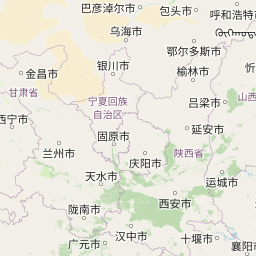 巴彦淖尔市
包头市
呼和浩特
乌海市
鄂尔多斯市
银川市
金昌市
榆林市
忻
甘肃省
宁夏回族
自治区
吕梁市
山西
西宁市
延安市
固原市
兰州市
庆阳市
陕西省
天水市
运城市
西安市
陇南市
汉中市
十堰市
广元市
襄阳市